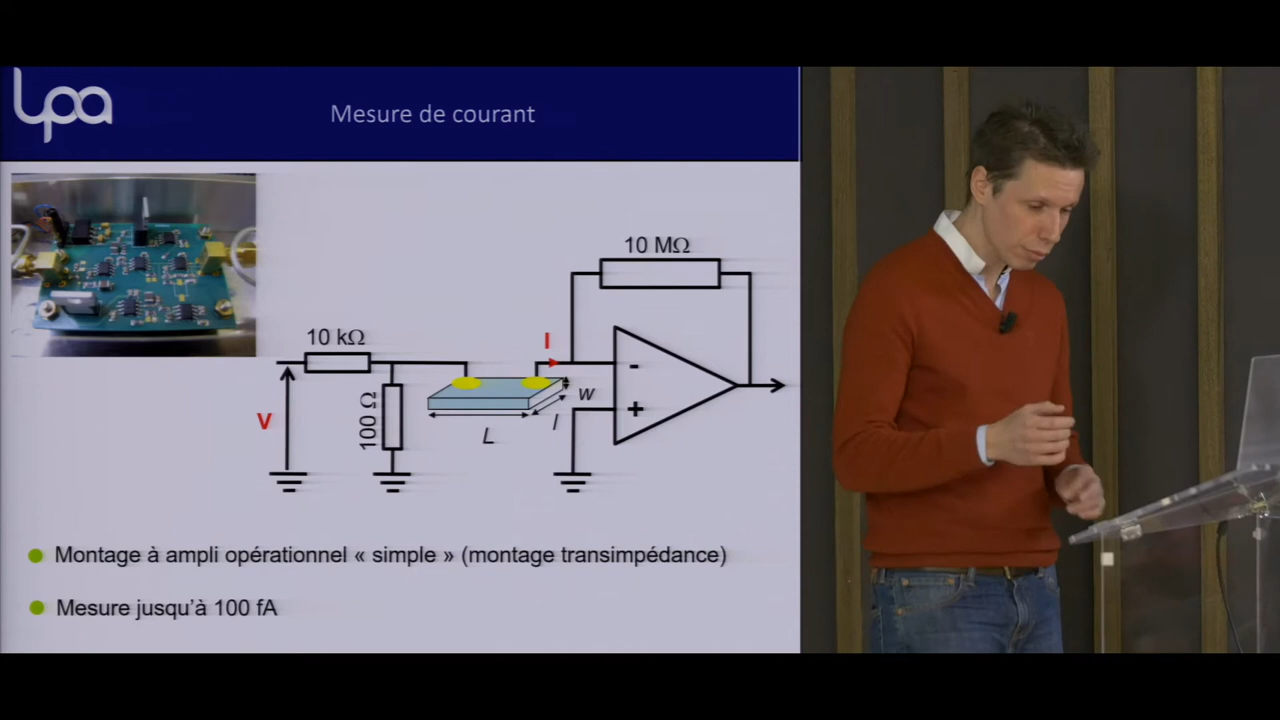 lpa
Mesure de courant
10 MΩ
10 kΩ
I
-
w
V
100 Ω
+
l
L
Montage à ampli opérationnel « simple » (montage transimpédance)
Mesure jusqu'à 100 fA